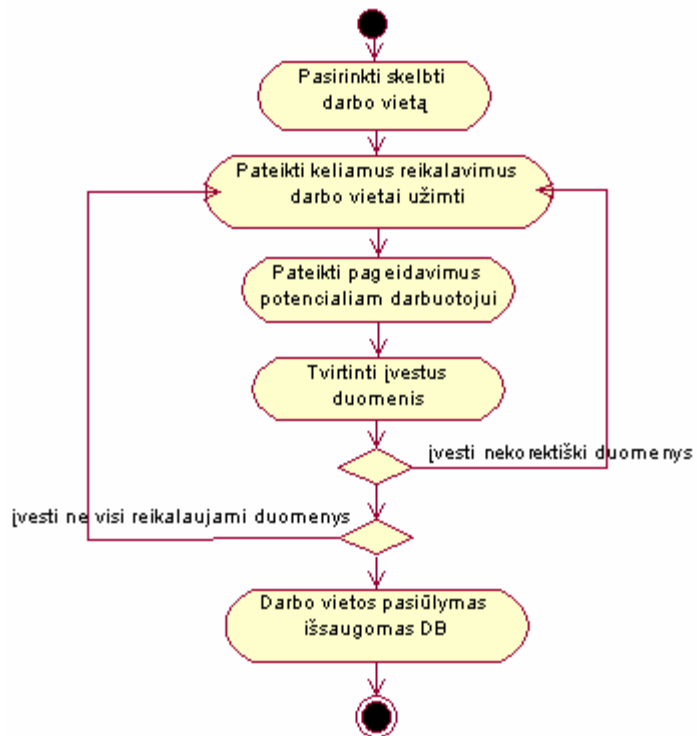 Pasirinkti skelbti
darbo vietą
Pateikti keliamus reikalavimus
darbo vietai užimti
Pateikti pageidavimus
potencialiam darbuotojui
Tvirtinti įvestus
duomenis
įvesti nekorektiški duomenys
įvesti ne visi reikalaujami duomenys
Darbo vietos pasiūlymas
išsaugomas DB